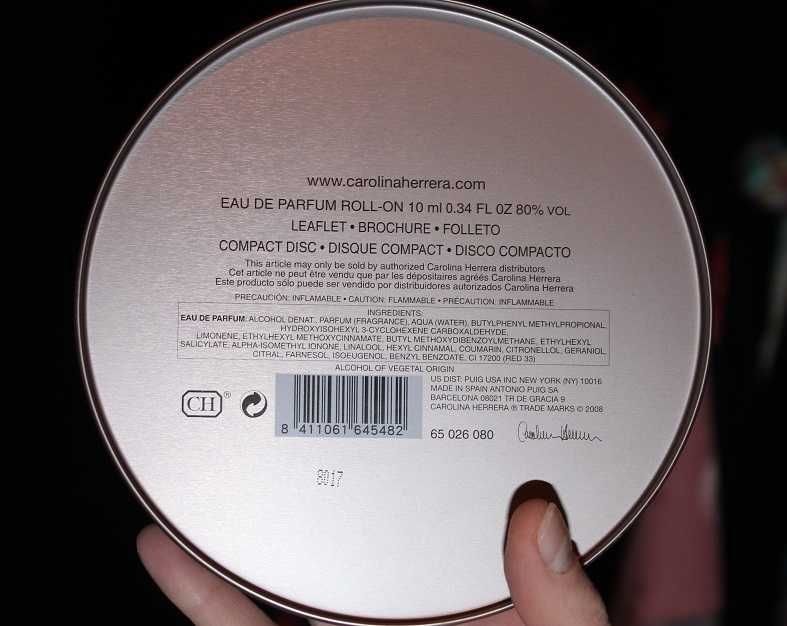 www.carolinaherrera.com
EAU DE PARFUM ROLL-ON 10 ml 0.34 FL OZ 80% VOL
LEAFLET • BROCHURE • FOLLETO
COMPACT DISC • DISQUE COMPACT • DISCO COMPACTO
This article may only be sold by authorized Carolina Herrera distributors
Cet article ne peut être vendu que par les dépositaires agréés Carolina Herrera
Este producto sólo puede ser vendido por distribuidores autorizados Carolina Herrera
PRECAUCIÓN: INFLAMABLE • CAUTION: FLAMMABLE • PRÉCAUTION: INFLAMMABLE
INGREDIENTS:
EAU DE PARFUM: ALCOHOL DENAT., PARFUM (FRAGRANCE), AQUA (WATER), BUTYLPHENYL METHYLPROPIONAL,
HYDROXYISOHEXYL 3-CYCLOHEXENE CARBOXALDEHYDE,
LIMONENE, ETHYLHEXYL METHOXYCINNAMATE, BUTYL METHOXYDIBENZOYLMETHANE, ETHYLHEXYL
SALICYLATE, ALPHA-ISOMETHYL IONONE, LINALOOL, HEXYL CINNAMAL, COUMARIN, CITRONELLOL, GERANIOL,
CITRAL, FARNESOL, ISOEUGENOL, BENZYL BENZOATE, CI 17200 (RED 33)
ALCOHOL OF VEGETAL ORIGIN
CH ®
8 411061 645482
US DIST: PUIG USA INC NEW YORK (NY) 10016
MADE IN SPAIN ANTONIO PUIG SA
BARCELONA 08021 TR DE GRACIA 9
CAROLINA HERRERA ® TRADE MARKS © 2008
65 026 080
Carolina Herrera
8017